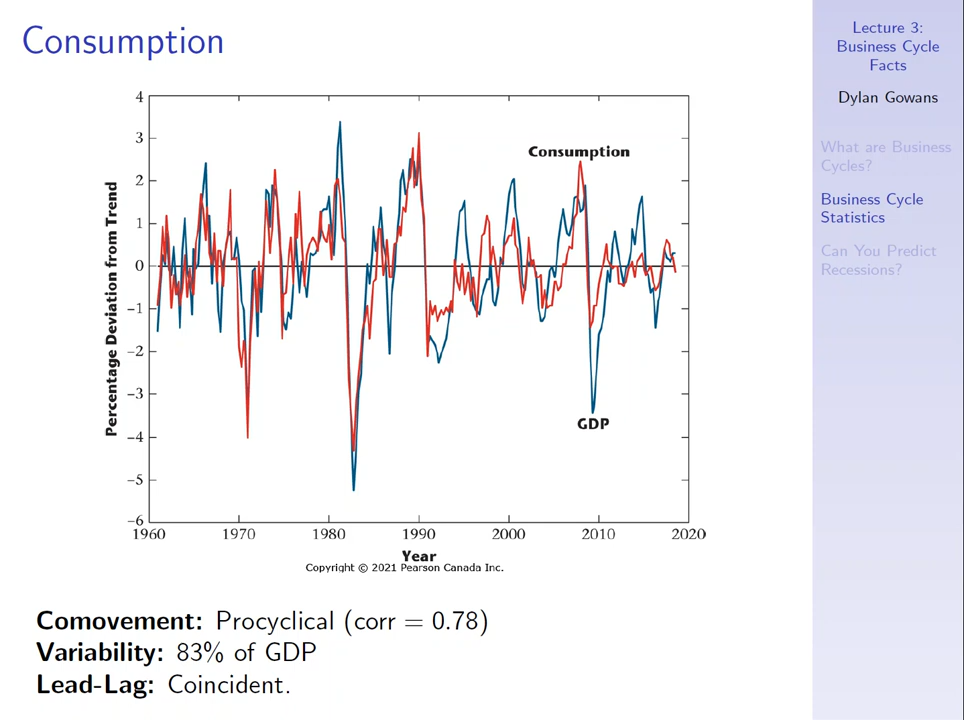 Consumption
4
3
2
1
0
–1
–2
–3
–4
–5
–6
Percentage Deviation from Trend
Consumption
GDP
1960 1970 1980 1990 2000 2010 2020
Year
Copyright © 2021 Pearson Canada Inc.
Comovement: Procyclical (corr = 0.78)
Variability: 83% of GDP
Lead-Lag: Coincident.
Lecture 3:
Business Cycle
Facts
Dylan Gowans
What are Business
Cycles?
Business Cycle
Statistics
Can You Predict
Recessions?